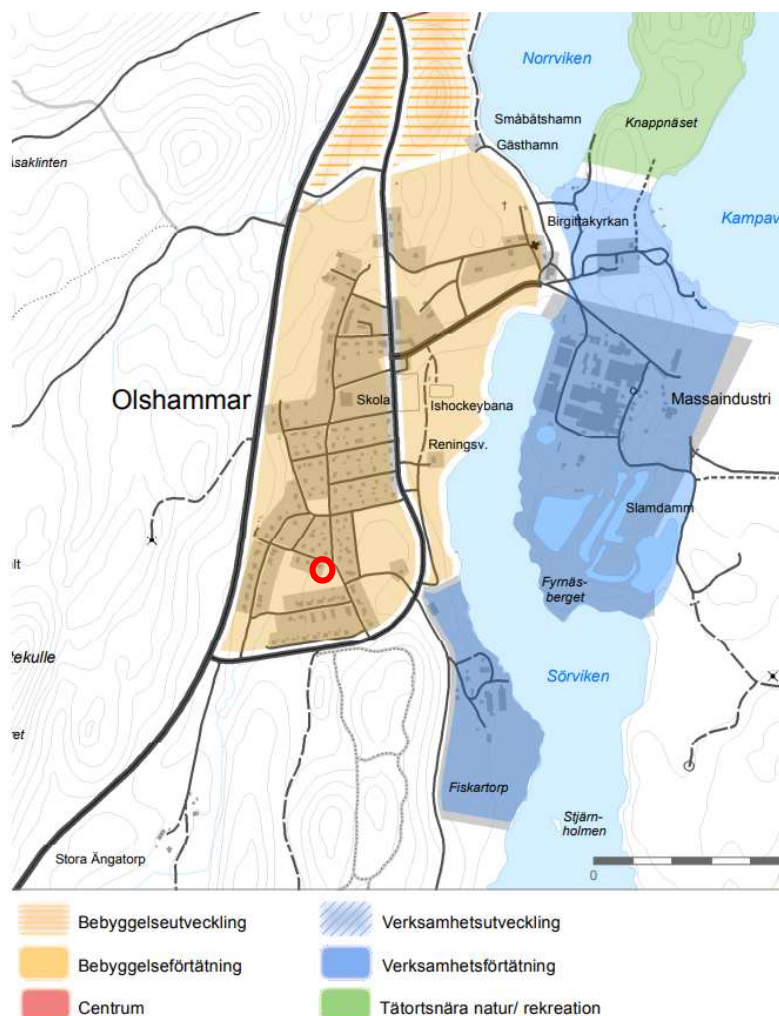 Norrviken
Småbåtshamn
Knappnäset
Gästhamn
Birgittakyrkan
Kampav
Olshammar
Skola
Ishockeybana
Massaindustri
Reningsv.
Slamdamm
Fyrnäs-
berget
Sörviken
Fiskartorp
Stjärn-
holmen
Stora Ängatorp
0
Bebyggelseutveckling
Verksamhetsutveckling
Bebyggelseförtätning
Verksamhetsförtätning
Centrum
Tätortsnära natur/ rekreation